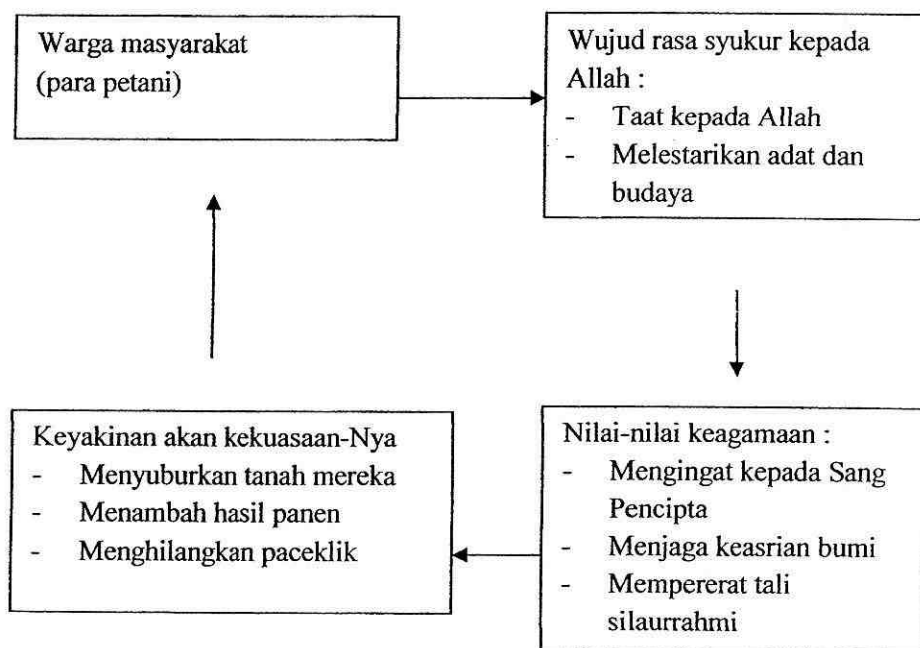 Warga masyarakat
(para petani)
Wujud rasa syukur kepada
Allah :
- Taat kepada Allah
- Melestarikan adat dan
budaya
Nilai-nilai keagamaan :
- Mengingat kepada Sang
Pencipta
- Menjaga keasrian bumi
- Mempererat tali
silaurrahmi
Keyakinan akan kekuasaan-Nya
- Menyuburkan tanah mereka
- Menambah hasil panen
- Menghilangkan paceklik